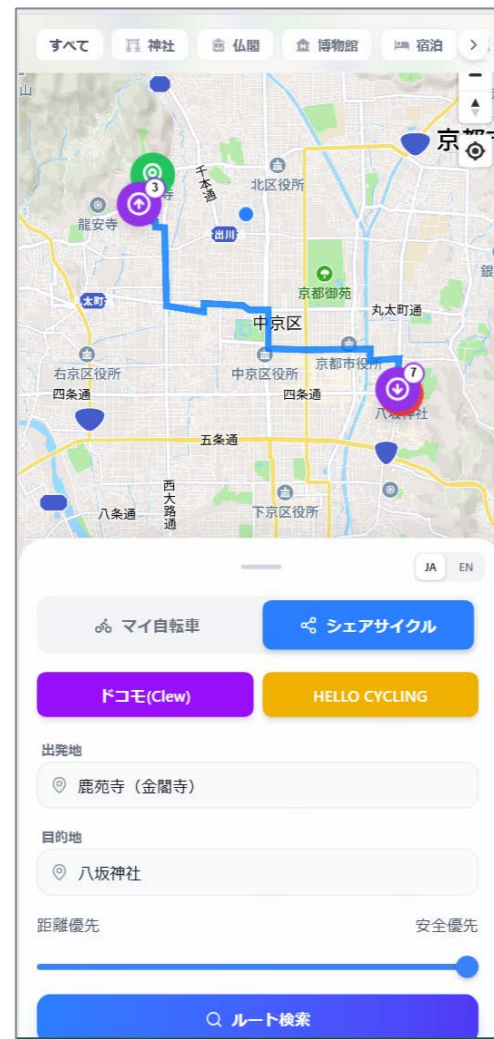 すべて
神社
仏閣
博物館
宿泊
山
京都
千本通
北区役所
3
龍安寺
出川
銀
京都御苑
太町
丸太町通
中京区
右京区役所
中京区役所
京都市役所
7
四条通
四条通
八坂神社
五条通
西大路通
八条通
下京区役所
JA EN
マイ自転車
シェアサイクル
ドコモ(Clew)
HELLO CYCLING
出発地
鹿苑寺（金閣寺）
目的地
八坂神社
距離優先
安全優先
ルート検索